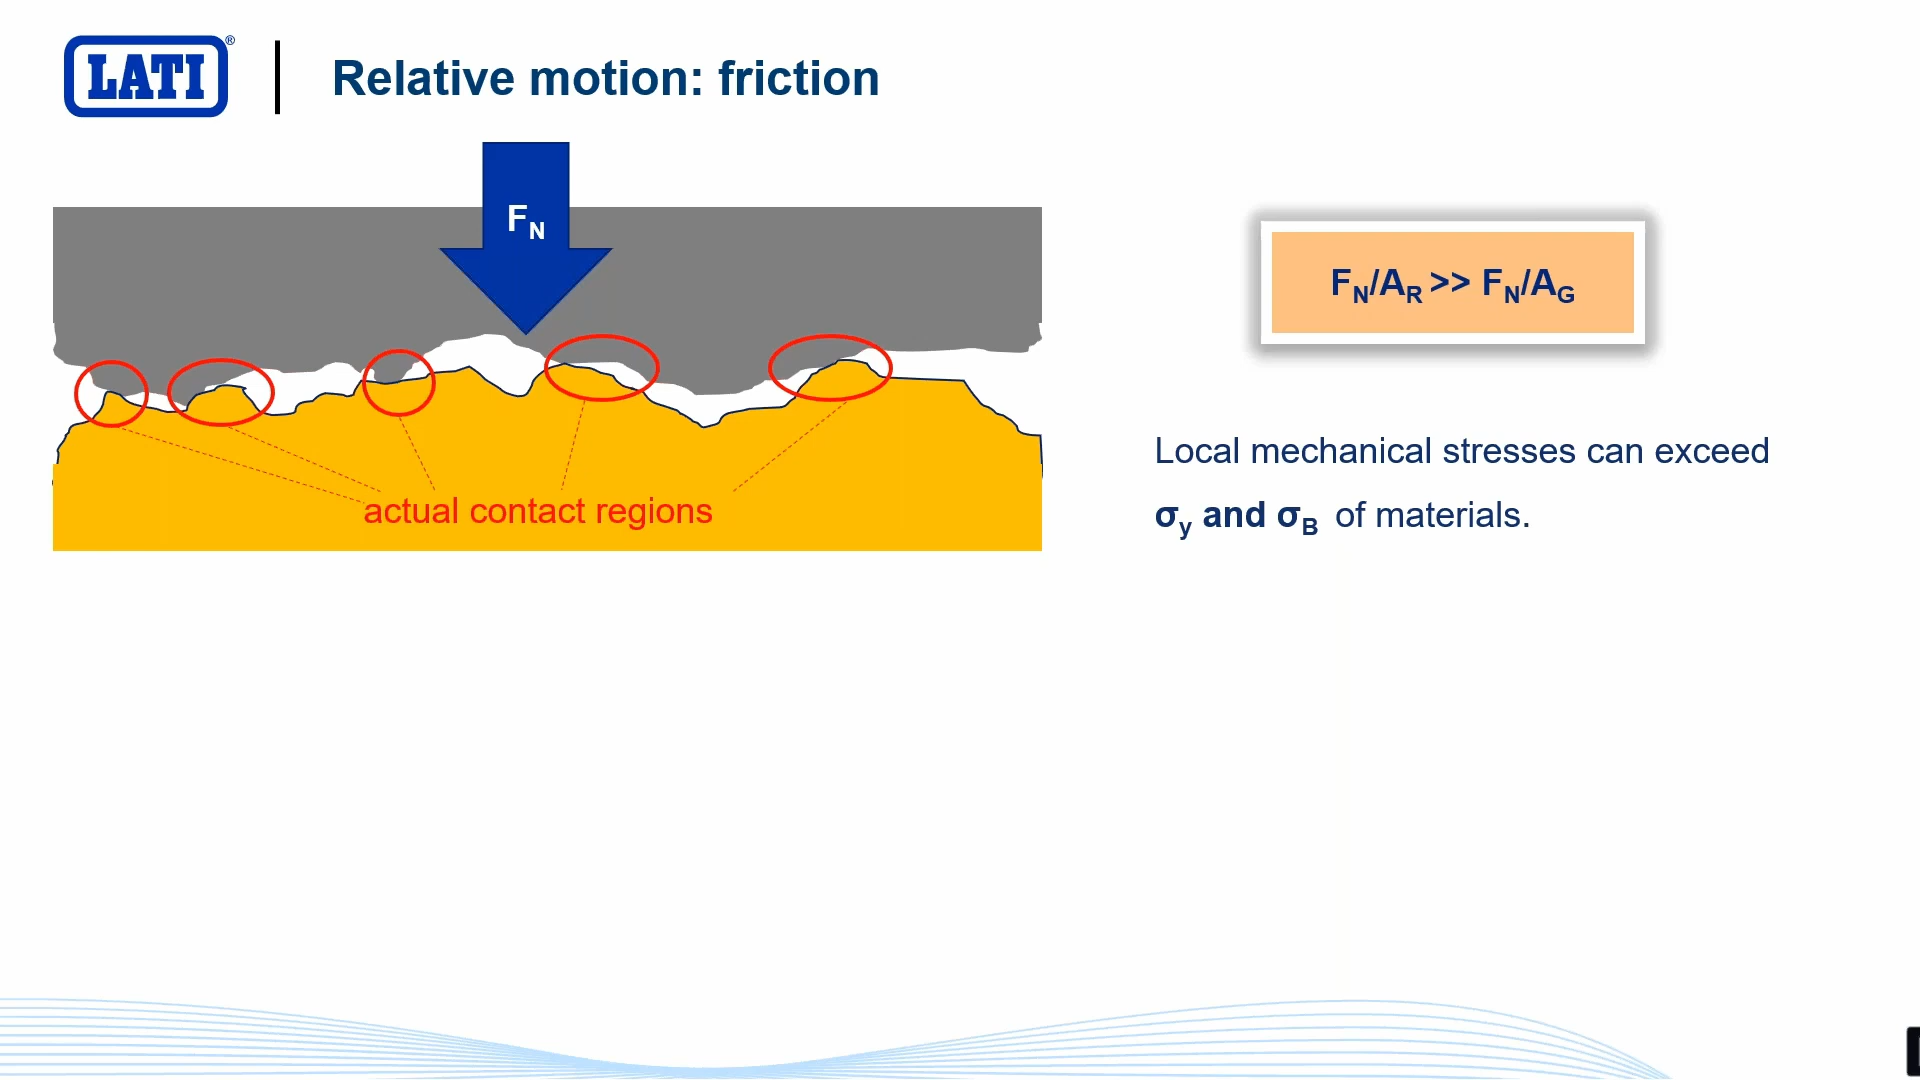 LATI®
Relative motion: friction
FN
FN/AR >> FN/AG
Local mechanical stresses can exceed
σy and σB of materials.
actual contact regions